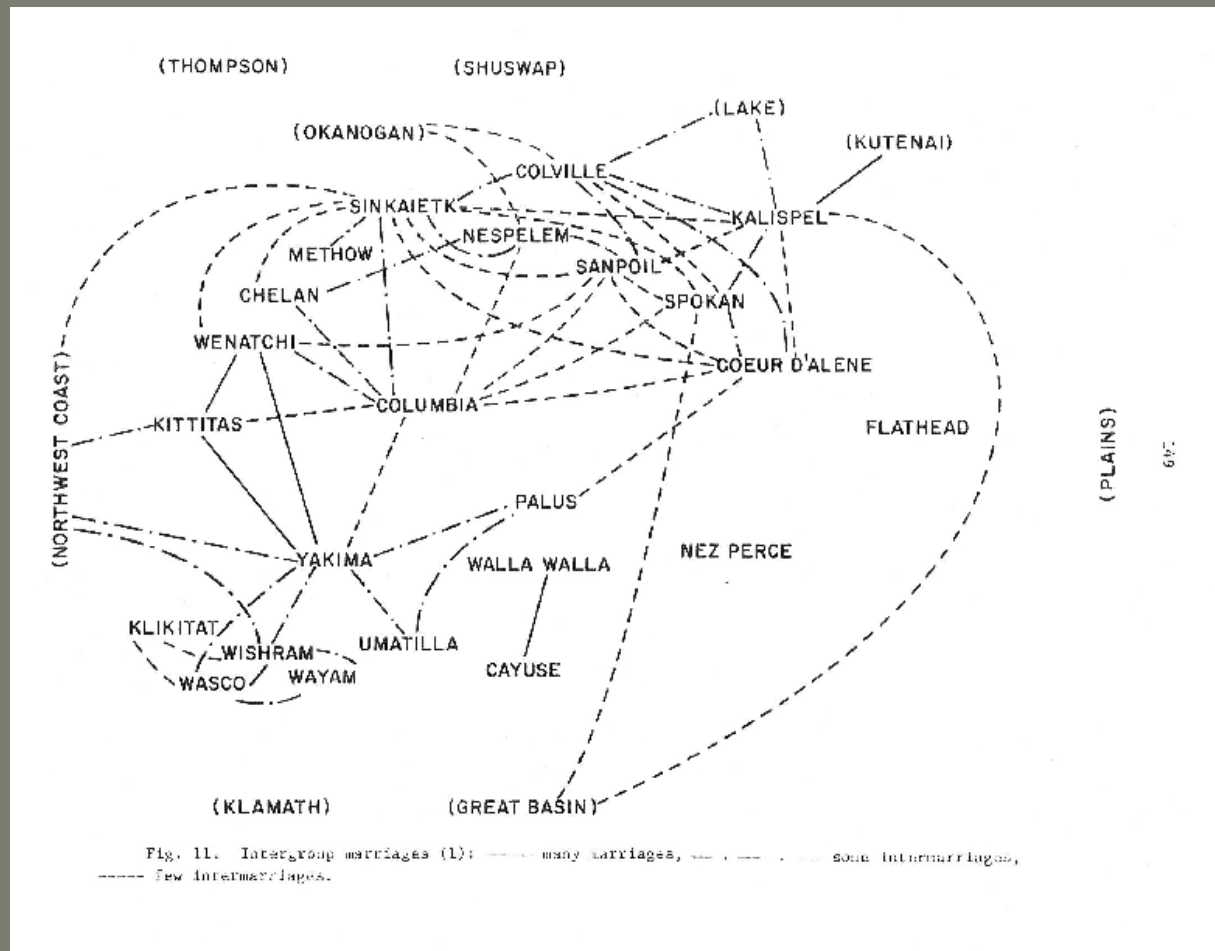 (THOMPSON) (SHUSWAP)
(LAKE)
(OKANOGAN) (KUTENAI)
COLVILLE
SINKAIETK KALISPEL
NESPELEM
METHOW SANPOIL
CHELAN SPOKAN
WENATCHI
COEUR D'ALENE
COLUMBIA
KITTITAS FLATHEAD
(NORTHWEST COAST)
(PLAINS)
PALUS
NEZ PERCE
YAKIMA WALLA WALLA
KLIKITAT
WISHRAM UMATILLA
WASCO WAYAM CAYUSE
(KLAMATH) (GREAT BASIN)
Fig. 11. Intergroup marriages (1): many marriages, some intermarriages,
few intermarriages.